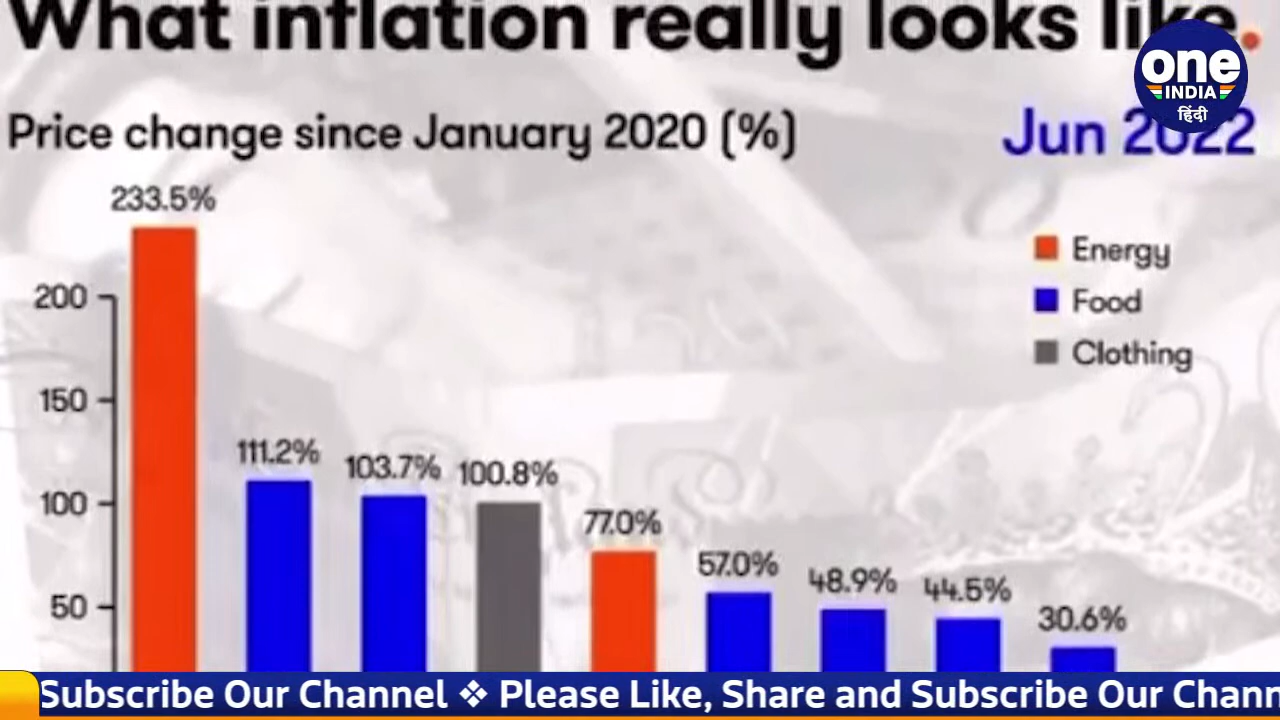 What inflation really looks like.
one
INDIA
हिंदी
Price change since January 2020 (%)
Jun 2022
233.5%
Energy
200
Food
Clothing
150
111.2%
103.7%
100.8%
100
77.0%
57.0%
48.9%
44.5%
50
30.6%
Subscribe Our Channel ❖ Please Like, Share and Subscribe Our Chann